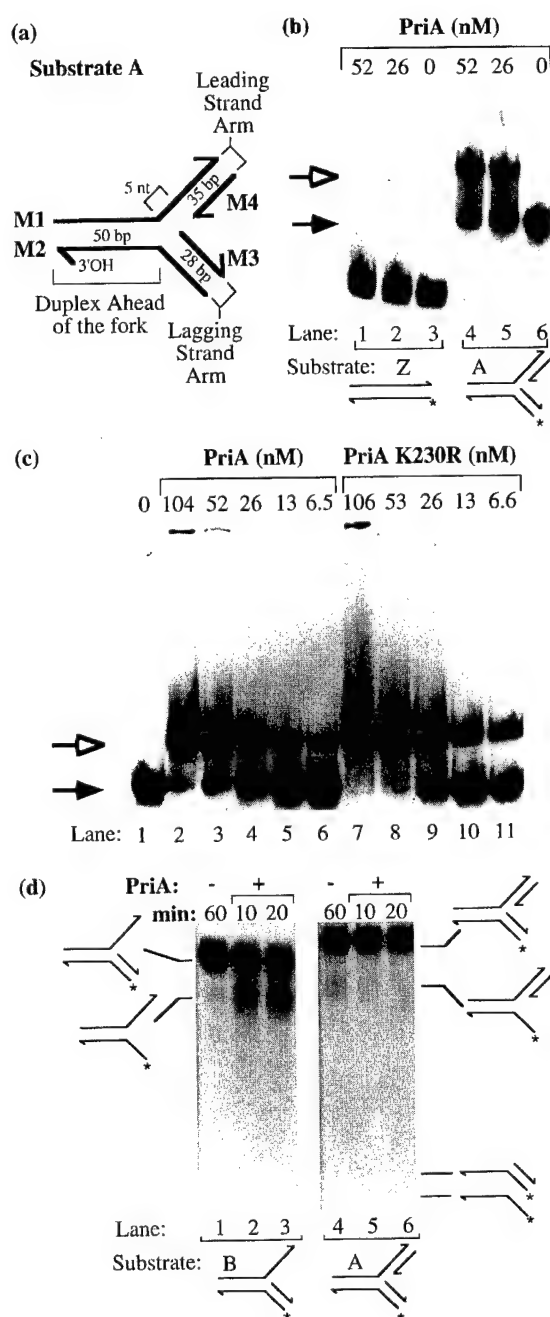 (a)
Substrate A
Leading
Strand
Arm
5 nt
35 bp
M1
M4
M2
50 bp
M3
3'OH
28 bp
Duplex Ahead
of the fork
Lagging
Strand
Arm
(b)
PriA (nM)
52 26 0 52 26 0
Lane: 1 2 3 4 5 6
Substrate: Z A
*
*
(c)
PriA (nM) PriA K230R (nM)
0 104 52 26 13 6.5 106 53 26 13 6.6
Lane: 1 2 3 4 5 6 7 8 9 10 11
(d)
PriA: - + - +
min: 60 10 20 60 10 20
*
*
*
*
*
*
Lane: 1 2 3 4 5 6
Substrate: B A
*
*